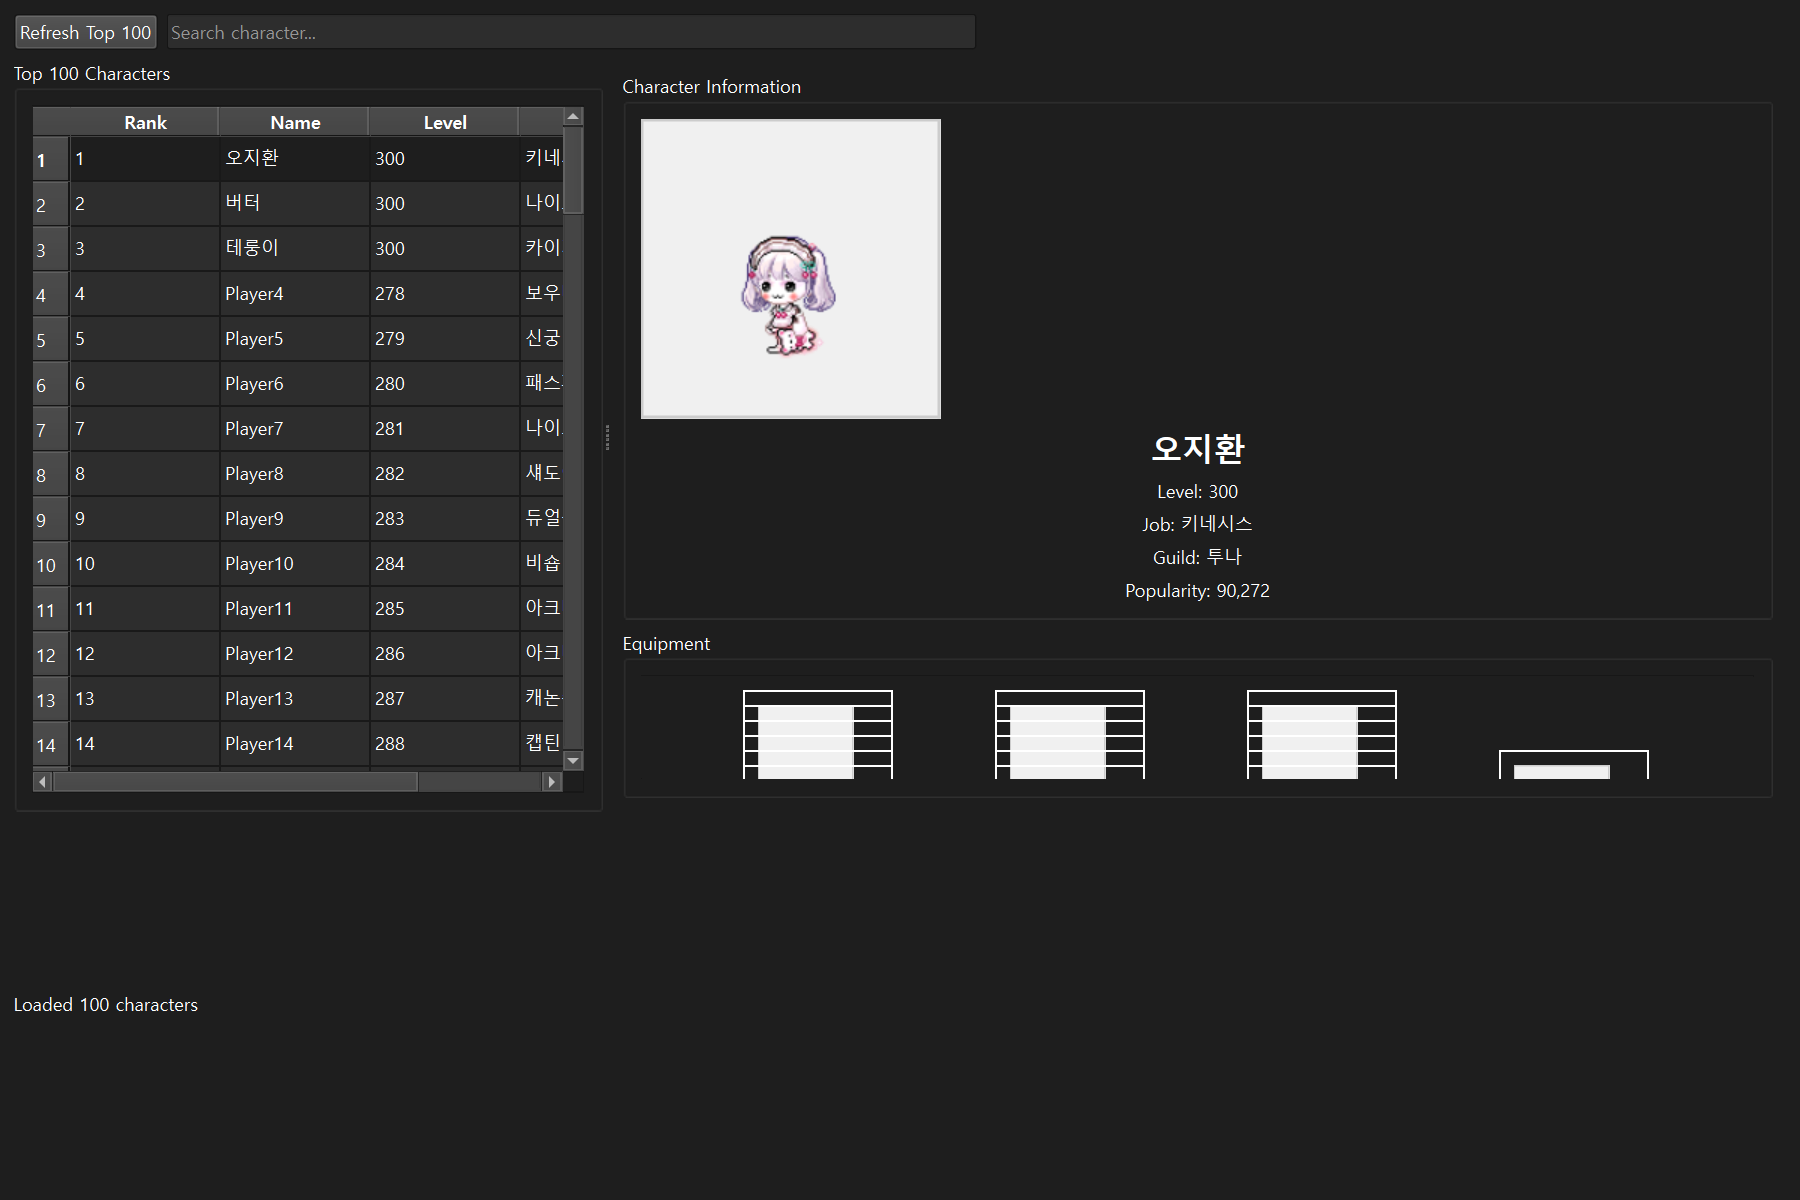 Refresh Top 100
Search character...
Top 100 Characters
Rank Name Level
1 1 오지환 300 키네
2 2 버터 300 나이
3 3 테룽이 300 카이
4 4 Player4 278 보우
5 5 Player5 279 신궁
6 6 Player6 280 패스
7 7 Player7 281 나이
8 8 Player8 282 섀도
9 9 Player9 283 듀얼
10 10 Player10 284 비숍
11 11 Player11 285 아크
12 12 Player12 286 아크
13 13 Player13 287 캐논
14 14 Player14 288 캡틴
Character Information
오지환
Level: 300
Job: 키네시스
Guild: 투나
Popularity: 90,272
Equipment
Loaded 100 characters